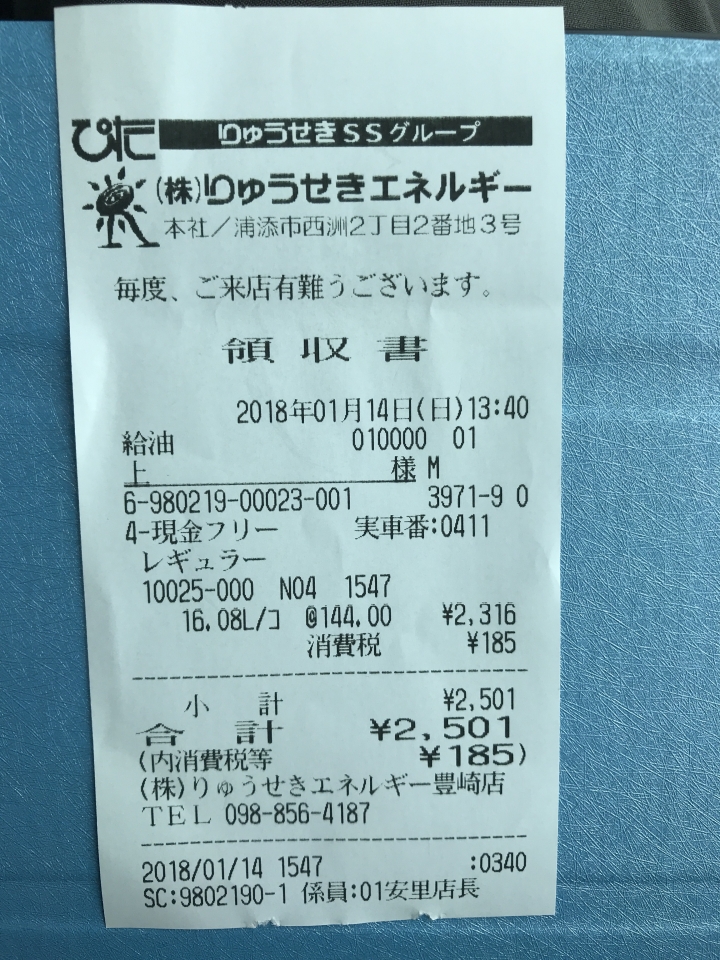 ぴた りゅうせきSSグループ
(株)りゅうせきエネルギー
本社/浦添市西洲2丁目2番地3号
毎度、ご来店有難うございます。
領収書
2018年01月14日(日)13:40
給油 010000 01
上 様 M
6-980219-00023-001 3971-9 0
4-現金フリー 実車番:0411
レギュラー
10025-000 N04 1547
16.08L/コ @144.00 ¥2,316
消費税 ¥185
小 計 ¥2,501
合 計 ¥2,501
(内消費税等 ¥185)
(株)りゅうせきエネルギー豊崎店
TEL 098-856-4187
2018/01/14 1547 :0340
SC:9802190-1 係員:01安里店長